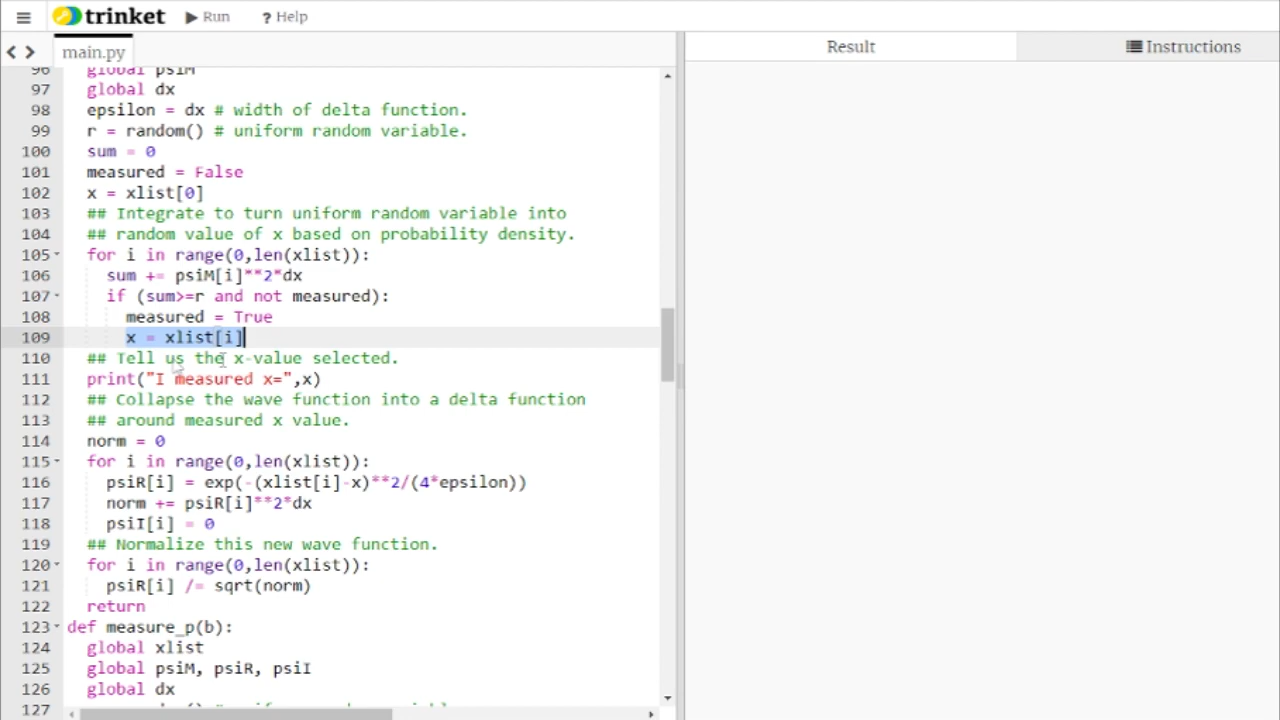 trinket
Run
? Help
main.py
Result
Instructions
96 global psiM
97 global dx
98 epsilon = dx # width of delta function.
99 r = random() # uniform random variable.
100 sum = 0
101 measured = False
102 x = xlist[0]
103 ## Integrate to turn uniform random variable into
104 ## random value of x based on probability density.
105 for i in range(0,len(xlist)):
106 sum += psiM[i]**2*dx
107 if (sum>=r and not measured):
108 measured = True
109 x = xlist[i]
110 ## Tell us the x-value selected.
111 print("I measured x=",x)
112 ## Collapse the wave function into a delta function
113 ## around measured x value.
114 norm = 0
115 for i in range(0,len(xlist)):
116 psiR[i] = exp(-(xlist[i]-x)**2/(4*epsilon))
117 norm += psiR[i]**2*dx
118 psiI[i] = 0
119 ## Normalize this new wave function.
120 for i in range(0,len(xlist)):
121 psiR[i] /= sqrt(norm)
122 return
123 def measure_p(b):
124 global xlist
125 global psiM, psiR, psiI
126 global dx
127